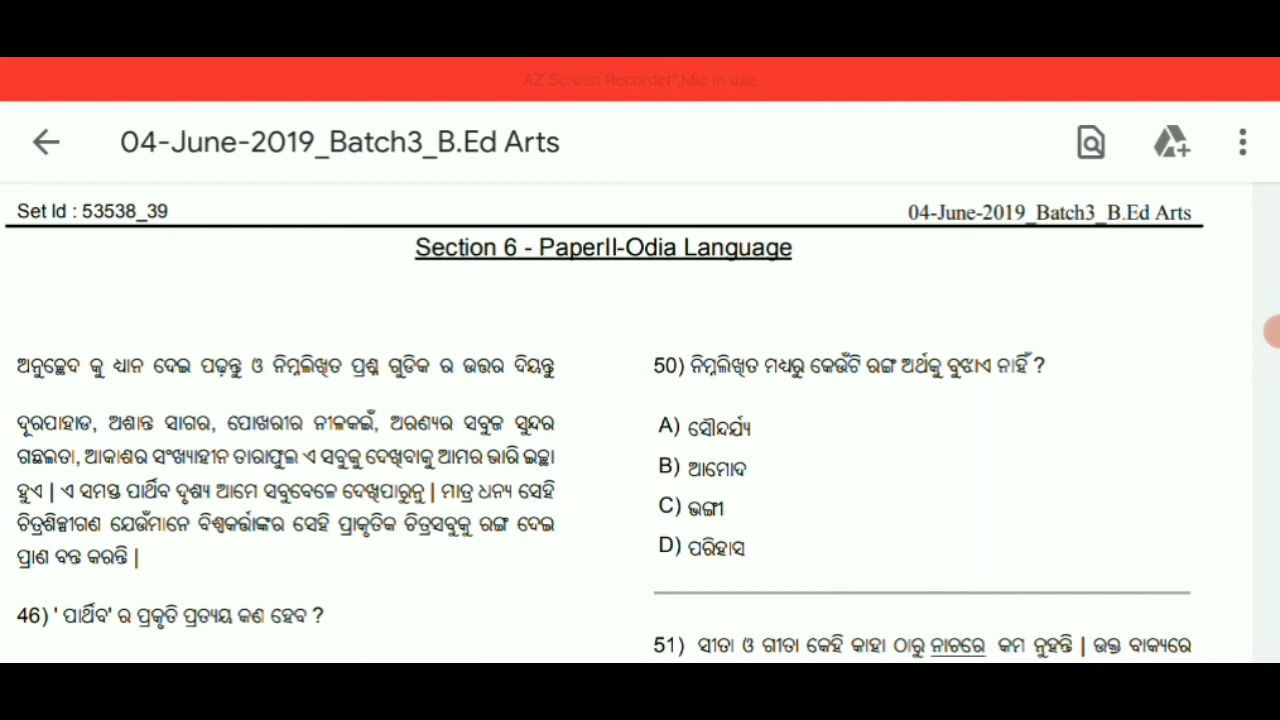 "AZ Screen Recorder",Mic in use
04-June-2019_Batch3_B.Ed Arts
Set Id : 53538_39
04-June-2019_Batch3_B.Ed Arts
Section 6 - PaperII-Odia Language
ଅନୁଚ୍ଛେଦ କୁ ଧ୍ୟାନ ଦେଇ ପଢ଼ନ୍ତୁ ଓ ନିମ୍ନଲିଖିତ ପ୍ରଶ୍ନ ଗୁଡିକ ର ଉତ୍ତର ଦିୟନ୍ତୁ
ଦୂରପାହାଡ, ଅଶାନ୍ତ ସାଗର, ପୋଖରୀର ନୀଳକଇଁ, ଅରଣ୍ୟର ସବୁଜ ସୁନ୍ଦର
ଗଛଲତା, ଆକାଶର ସଂଖ୍ୟାହୀନ ତାରାଫୁଲ ଏ ସବୁକୁ ଦେଖିବାକୁ ଆମର ଭାରି ଇଚ୍ଛା
ହୁଏ | ଏ ସମସ୍ତ ପାର୍ଥିବ ଦୃଶ୍ୟ ଆମେ ସବୁବେଳେ ଦେଖିପାରୁନୁ | ମାତ୍ର ଧନ୍ୟ ସେହି
ଚିତ୍ରଶିଳ୍ପୀଗଣ ଯେଉଁମାନେ ବିଶ୍ୱକର୍ତ୍ତାଙ୍କର ସେହି ପ୍ରାକୃତିକ ଚିତ୍ରସବୁକୁ ରଙ୍ଗ ଦେଇ
ପ୍ରାଣ ବନ୍ତ କରନ୍ତି |
46) ' ପାର୍ଥିବ' ର ପ୍ରକୃତି ପ୍ରତ୍ୟୟ କଣ ହେବ ?
50) ନିମ୍ନଲିଖିତ ମଧ୍ୟରୁ କେଉଁଟି ରଙ୍ଗ ଅର୍ଥକୁ ବୁଝାଏ ନାହିଁ ?
A) ସୌନ୍ଦର୍ଯ୍ୟ
B) ଆମୋଦ
C) ଭଙ୍ଗୀ
D) ପରିହାସ
51) ସୀତା ଓ ଗୀତା କେହି କାହା ଠାରୁ ନାଚରେ କମ ନୁହନ୍ତି | ଉକ୍ତ ବାକ୍ୟରେ